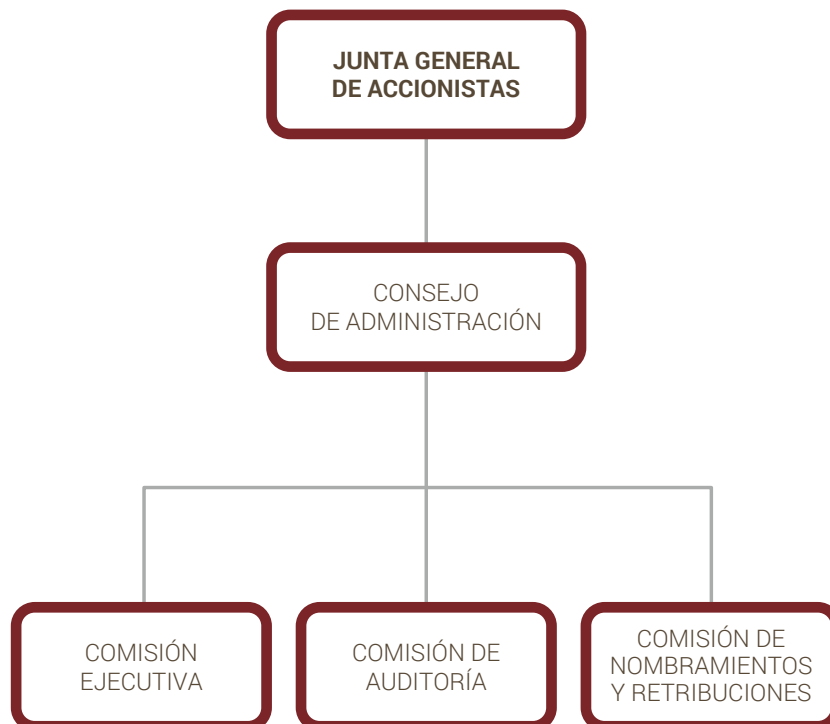 JUNTA GENERAL
DE ACCIONISTAS
CONSEJO
DE ADMINISTRACIÓN
COMISIÓN
EJECUTIVA
COMISIÓN DE
AUDITORÍA
COMISIÓN DE
NOMBRAMIENTOS
Y RETRIBUCIONES